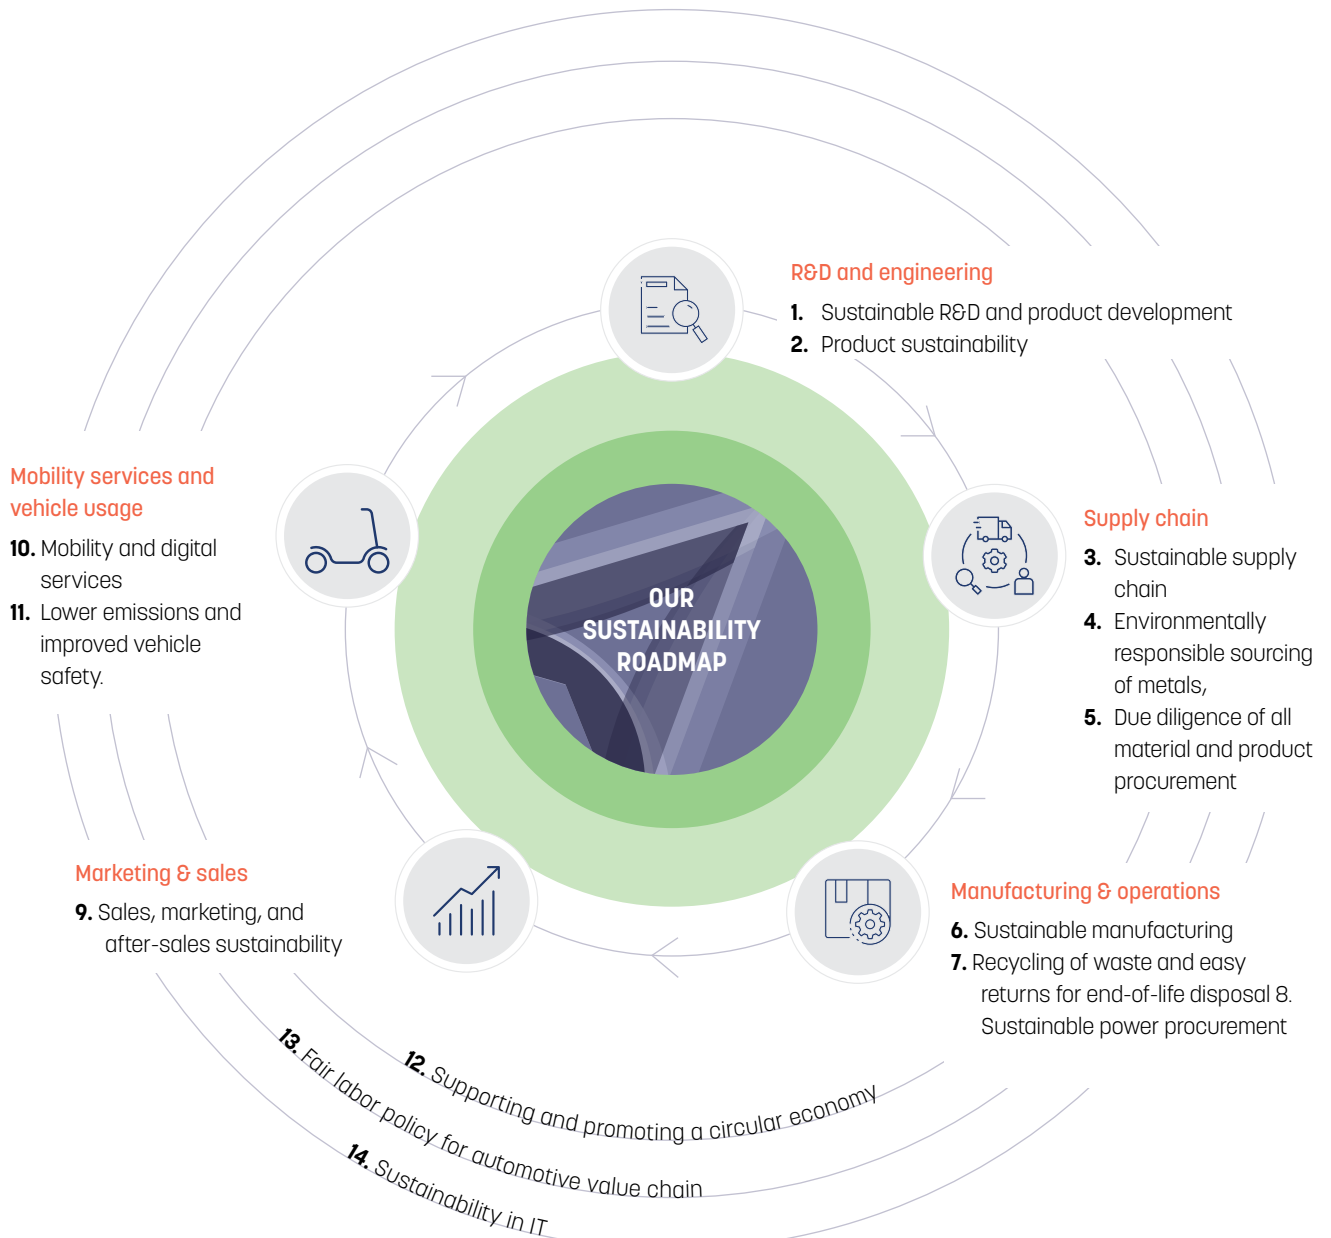 R&D and engineering
1. Sustainable R&D and product development
2. Product sustainability
Supply chain
3. Sustainable supply
chain
4. Environmentally
responsible sourcing
of metals,
5. Due diligence of all
material and product
procurement
Manufacturing & operations
6. Sustainable manufacturing
7. Recycling of waste and easy
returns for end-of-life disposal 8.
Sustainable power procurement
Marketing & sales
9. Sales, marketing, and
after-sales sustainability
Mobility services and
vehicle usage
10. Mobility and digital
services
11. Lower emissions and
improved vehicle
safety.
OUR
SUSTAINABILITY
ROADMAP
12. Supporting and promoting a circular economy
13. Fair labor policy for automotive value chain
14. Sustainability in IT